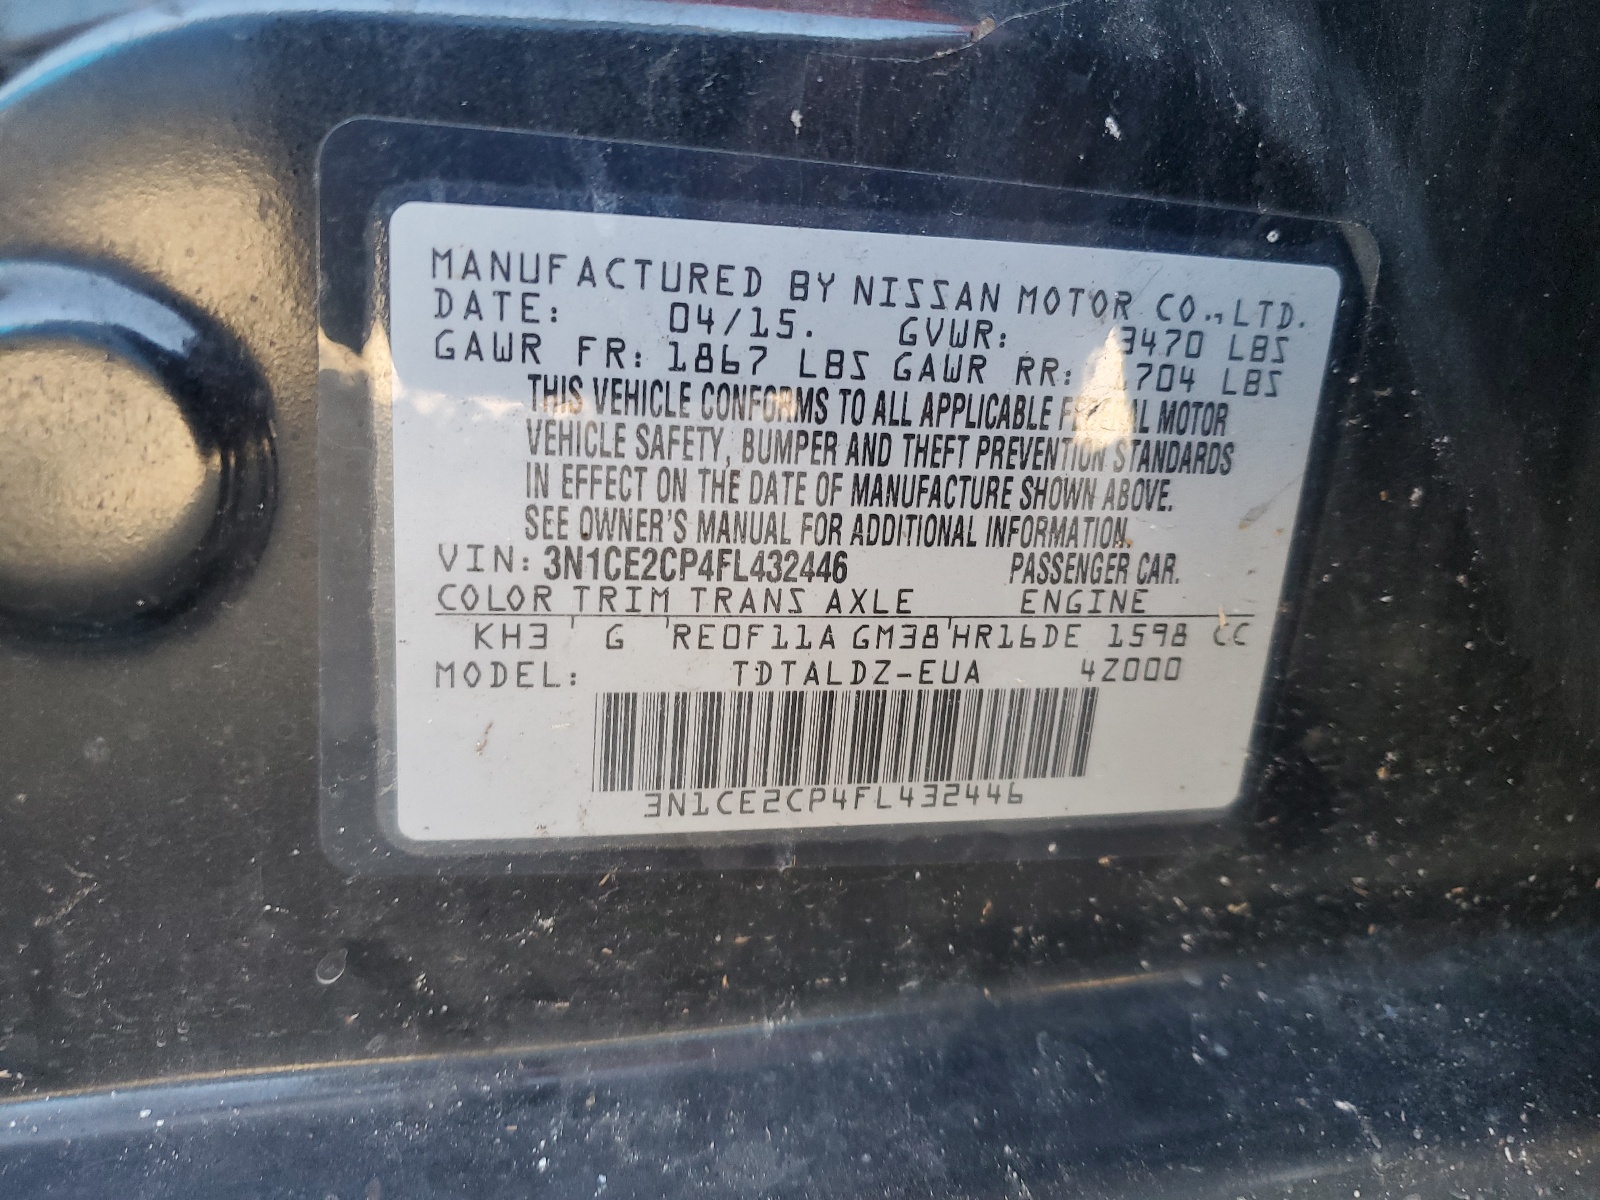 MANUFACTURED BY NISSAN MOTOR CO., LTD.
DATE: 04/15. GVWR: 3470 LBS
GAWR FR: 1867 LBS GAWR RR: 1704 LBS
THIS VEHICLE CONFORMS TO ALL APPLICABLE FEDERAL MOTOR
VEHICLE SAFETY, BUMPER AND THEFT PREVENTION STANDARDS
IN EFFECT ON THE DATE OF MANUFACTURE SHOWN ABOVE.
SEE OWNER'S MANUAL FOR ADDITIONAL INFORMATION.
VIN: 3N1CE2CP4FL432446 PASSENGER CAR.
COLOR TRIM TRANS AXLE ENGINE
KH3 ' G 'RE0F11A GM38'HR16DE 1598 CC
MODEL: TDTALDZ-EUA 4Z000
3N1CE2CP4FL432446